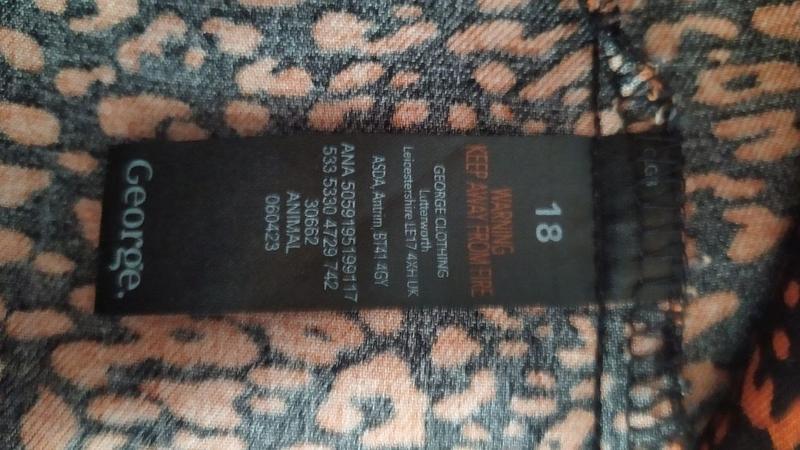 18
WARNING
KEEP AWAY FROM FIRE
GEORGE CLOTHING
Lutterworth
Leicestershire LE17 4XH UK
ASDA, Antrim, BT41 4GY
ANA 5059195199117
533 5330 4729 742
30662
ANIMAL
060423
George.